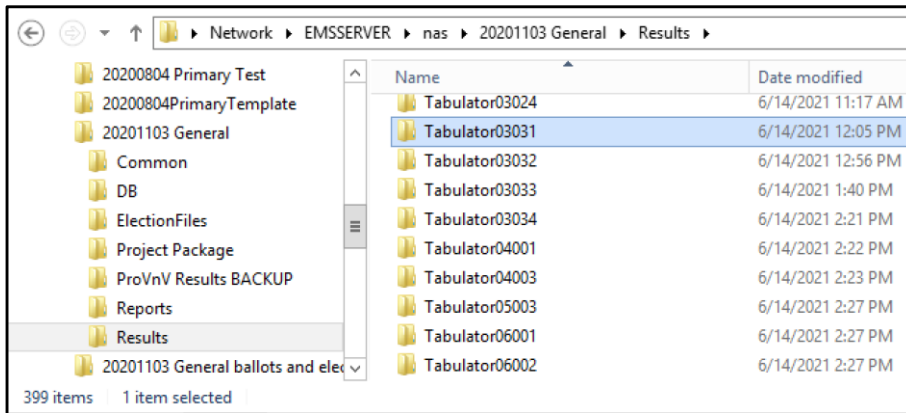 Network ▸ EMSSERVER ▸ nas ▸ 20201103 General ▸ Results ▸
20200804 Primary Test
20200804PrimaryTemplate
20201103 General
Common
DB
ElectionFiles
Project Package
ProVnV Results BACKUP
Reports
Results
20201103 General ballots and elec
Name Date modified
Tabulator03024 6/14/2021 11:17 AM
Tabulator03031 6/14/2021 12:05 PM
Tabulator03032 6/14/2021 12:56 PM
Tabulator03033 6/14/2021 1:40 PM
Tabulator03034 6/14/2021 2:21 PM
Tabulator04001 6/14/2021 2:22 PM
Tabulator04003 6/14/2021 2:23 PM
Tabulator05003 6/14/2021 2:27 PM
Tabulator06001 6/14/2021 2:27 PM
Tabulator06002 6/14/2021 2:27 PM
399 items 1 item selected